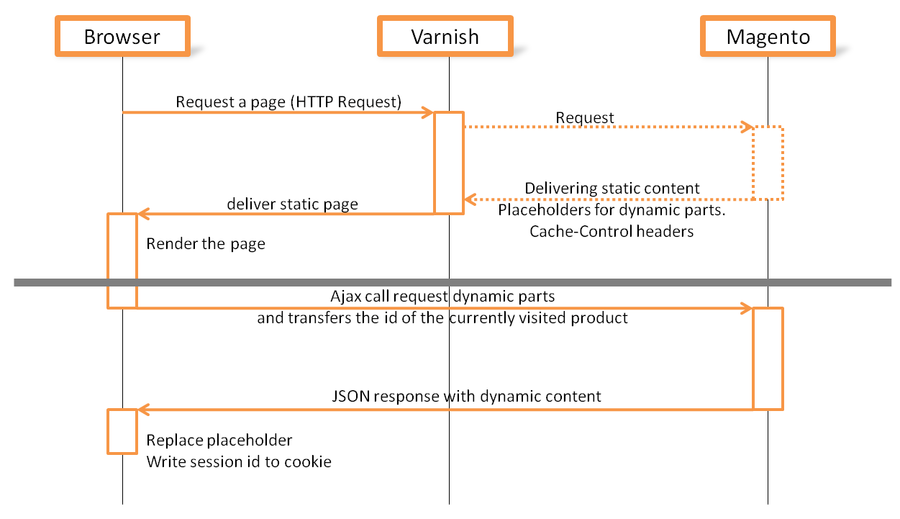 Browser
Varnish
Magento
Request a page (HTTP Request)
Request
Delivering static content
deliver static page
Placeholders for dynamic parts.
Cache-Control headers
Render the page
Ajax call request dynamic parts
and transfers the id of the currently visited product
JSON response with dynamic content
Replace placeholder
Write session id to cookie